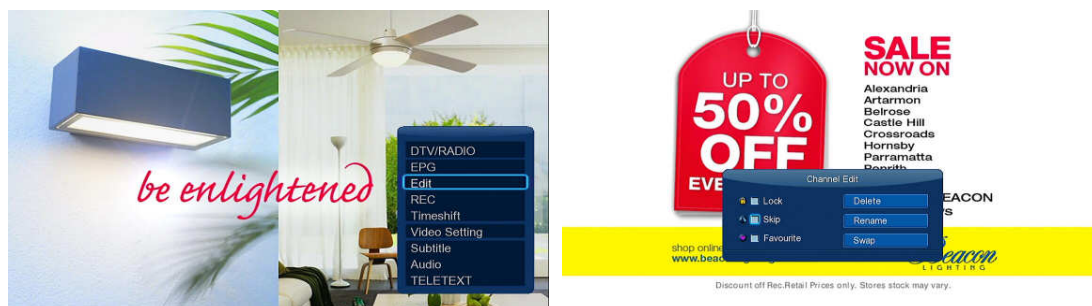 be enlightened
DTV/RADIO
EPG
Edit
REC
Timeshift
Video Setting
Subtitle
Audio
TELETEXT
UP TO
50%
OFF
SALE
NOW ON
Alexandria
Artarmon
Belrose
Castle Hill
Crossroads
Hornsby
Parramatta
Channel Edit
Lock
Delete
Skip
Rename
Favourite
Swap
shop online
LIGHTING
Discount off Rec.Retail Prices only. Stores stock may vary.